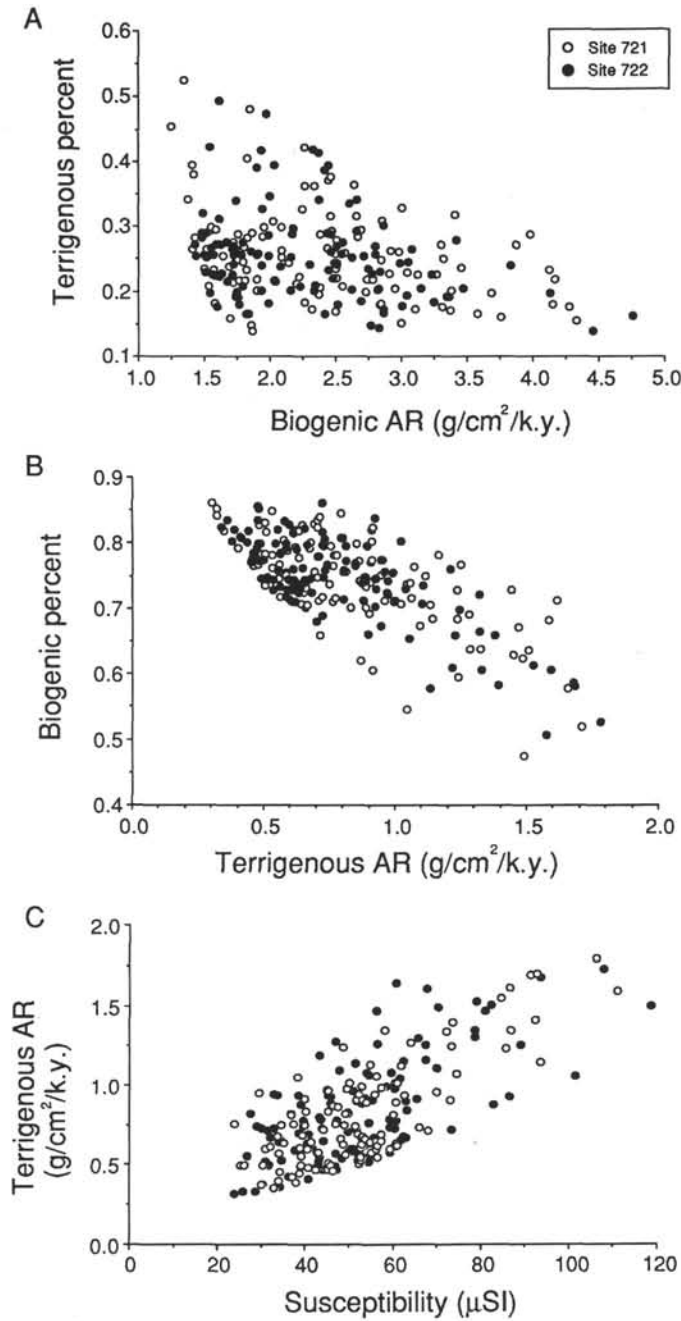 A
Site 721
Site 722
Terrigenous percent
0.6
0.5
0.4
0.3
0.2
0.1
1.0 1.5 2.0 2.5 3.0 3.5 4.0 4.5 5.0
Biogenic AR (g/cm²/k.y.)
B
Biogenic percent
0.9
0.8
0.7
0.6
0.5
0.4
0.0 0.5 1.0 1.5 2.0
Terrigenous AR (g/cm²/k.y.)
C
Terrigenous AR
(g/cm²/k.y.)
2.0
1.5
1.0
0.5
0.0
0 20 40 60 80 100 120
Susceptibility (µSI)